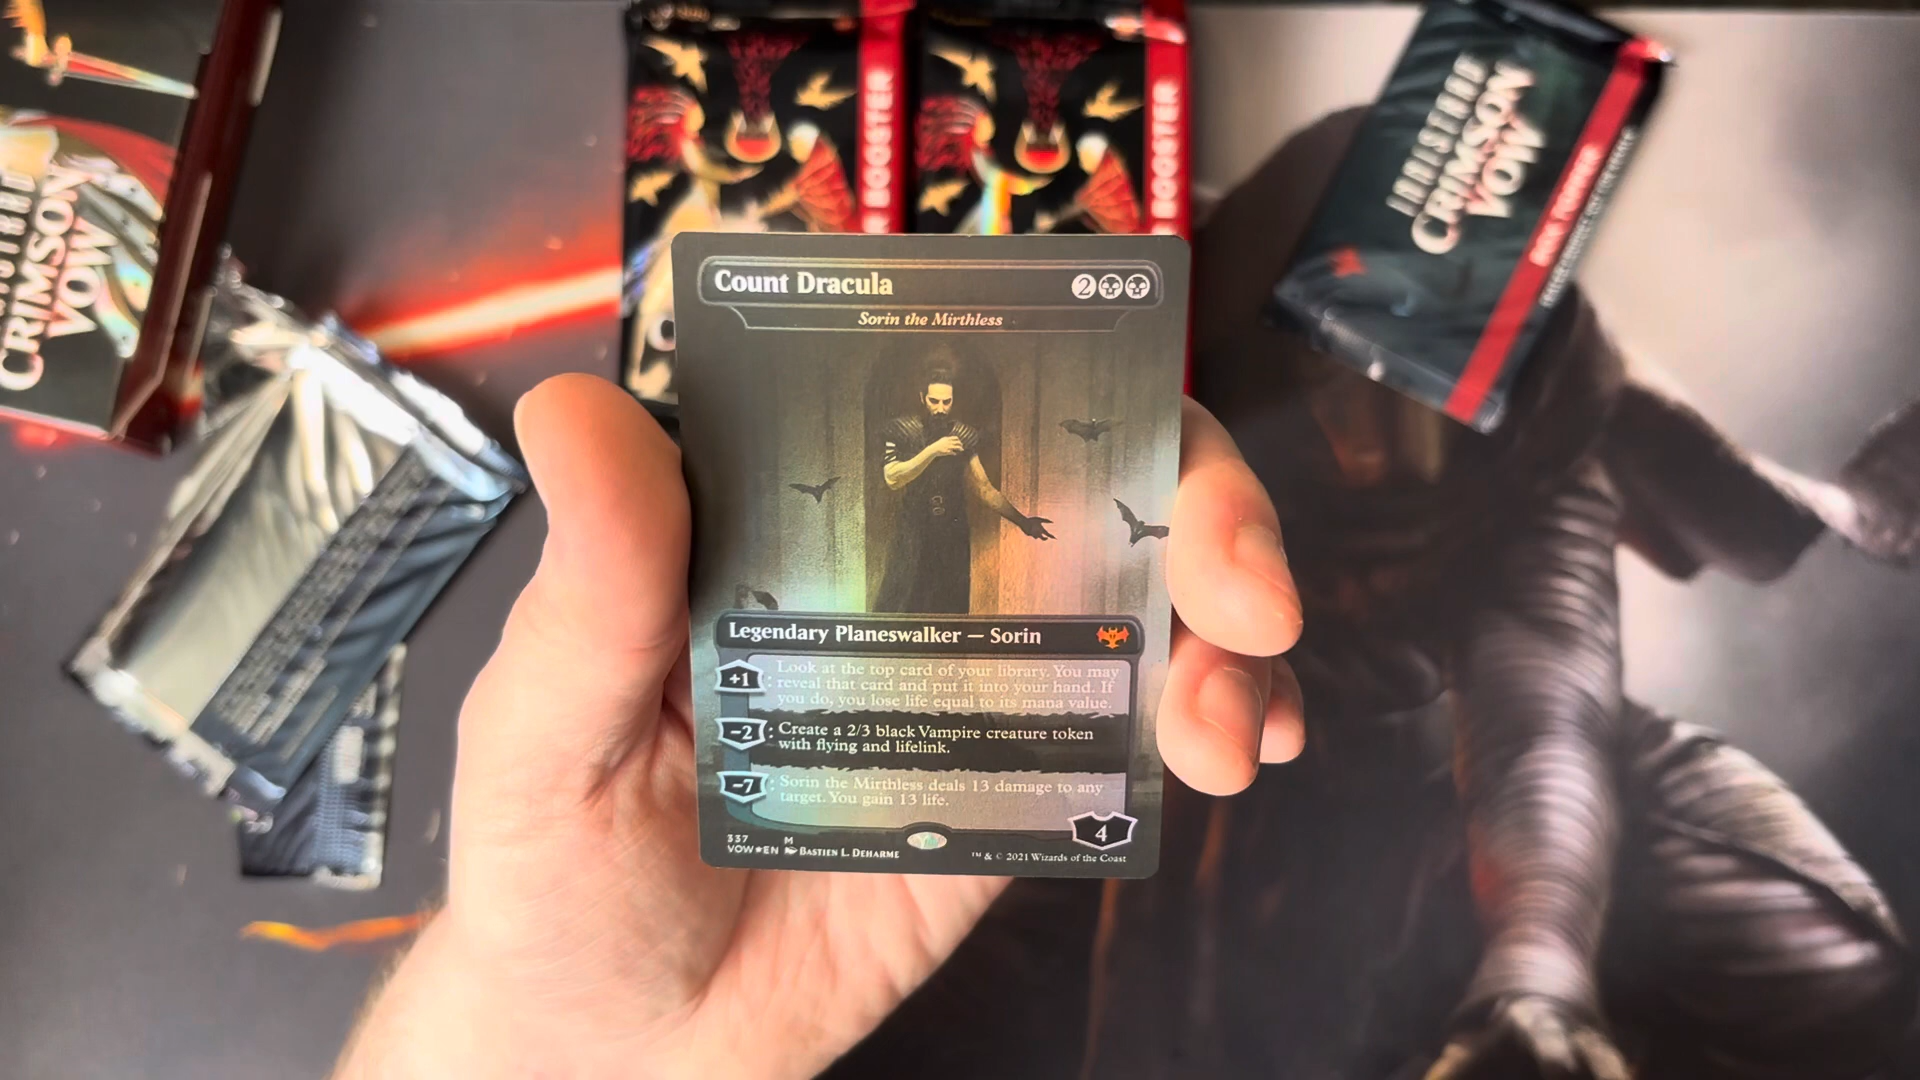 CRIMSON
VOW
BOOSTER
R BOOSTER
INNISTRAD
CRIMSON
VOW
Count Dracula
2
Sorin the Mirthless
Legendary Planeswalker — Sorin
+1
: Look at the top card of your library. You may
reveal that card and put it into your hand. If
you do, you lose life equal to its mana value.
−2
: Create a 2/3 black Vampire creature token
with flying and lifelink.
−7
: Sorin the Mirthless deals 13 damage to any
target. You gain 13 life.
4
337 M
VOW★EN BASTIEN L. DEHARME
™ & © 2021 Wizards of the Coast